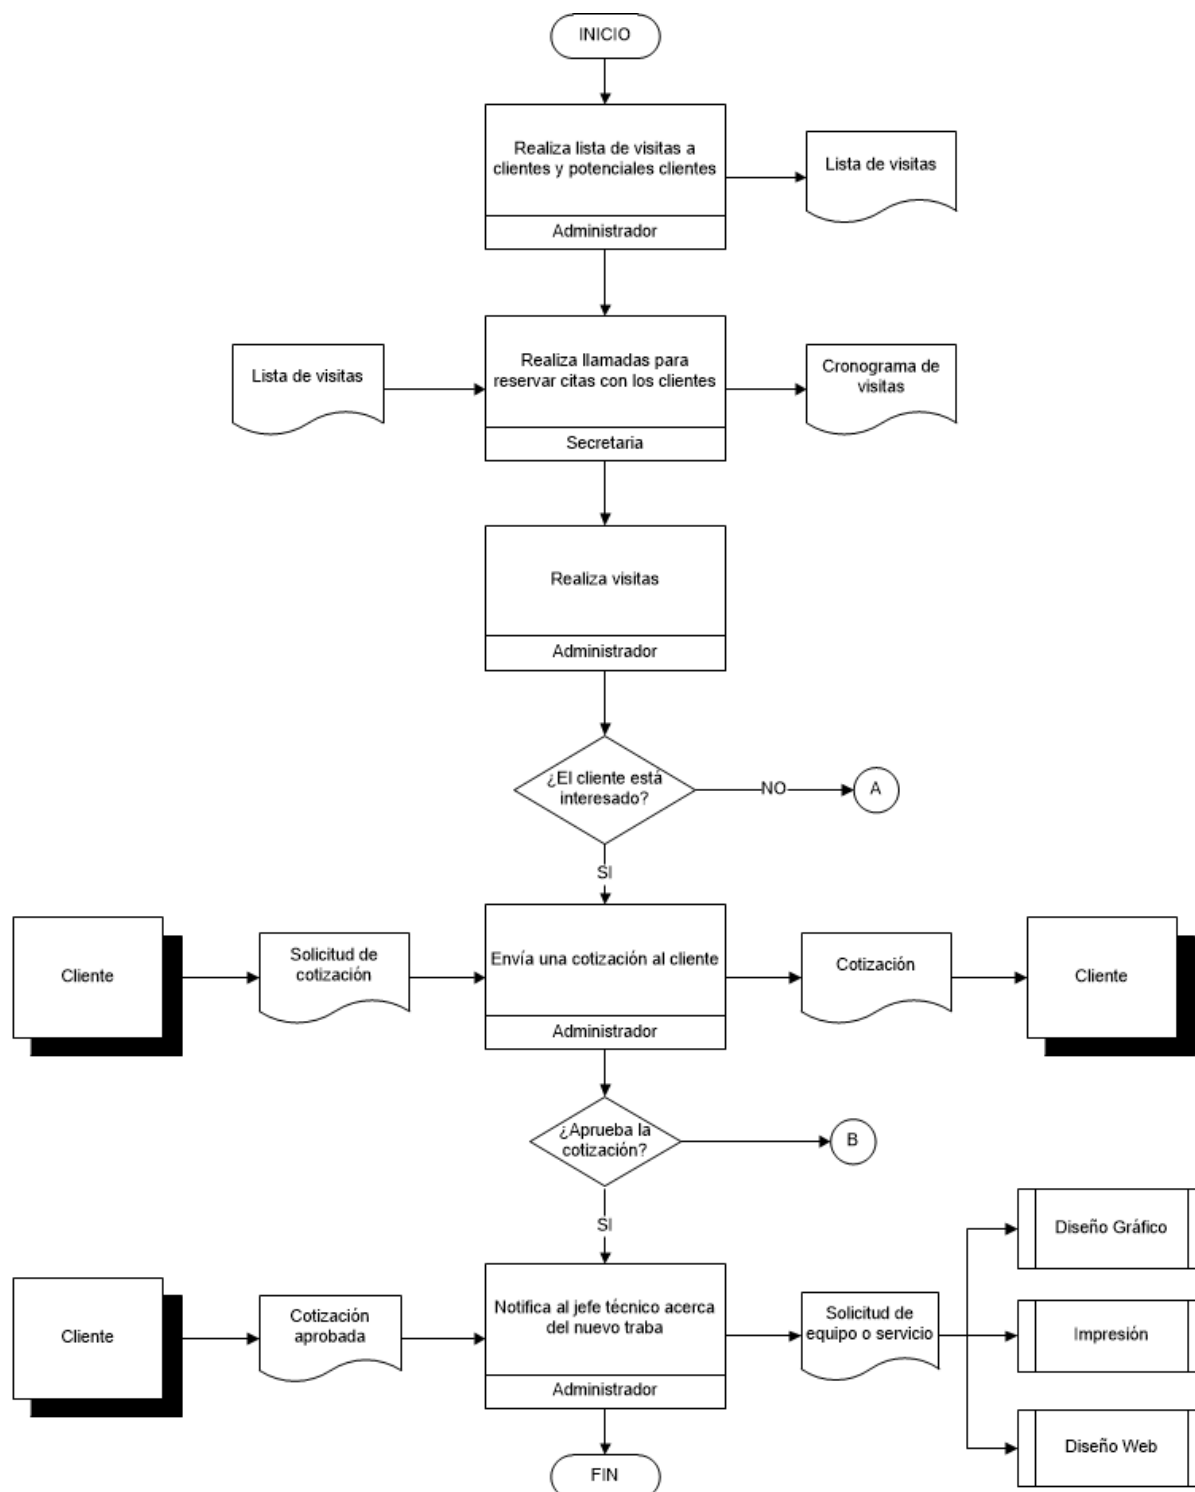 INICIO
Realiza lista de visitas a
clientes y potenciales clientes
Administrador
Lista de visitas
Lista de visitas
Realiza llamadas para
reservar citas con los clientes
Secretaria
Cronograma de
visitas
Realiza visitas
Administrador
¿El cliente está
interesado?
NO
A
SI
Cliente
Solicitud de
cotización
Envía una cotización al cliente
Administrador
Cotización
Cliente
¿Aprueba la
cotización?
B
SI
Cliente
Cotización
aprobada
Notifica al jefe técnico acerca
del nuevo traba
Administrador
Solicitud de
equipo o servicio
Diseño Gráfico
Impresión
Diseño Web
FIN